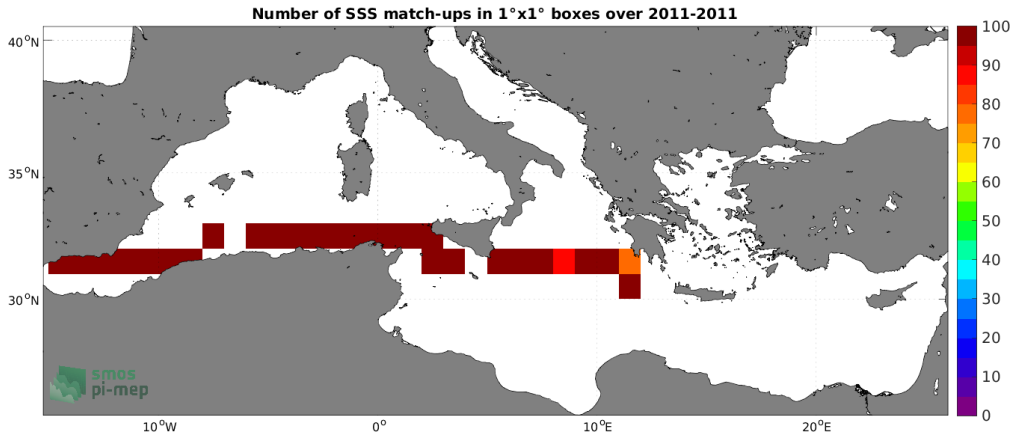 Number of SSS match-ups in 1°x1° boxes over 2011-2011
40°N
35°N
30°N
10°W
0°
10°E
20°E
100
90
80
70
60
50
40
30
20
10
0
smos
pi-mep